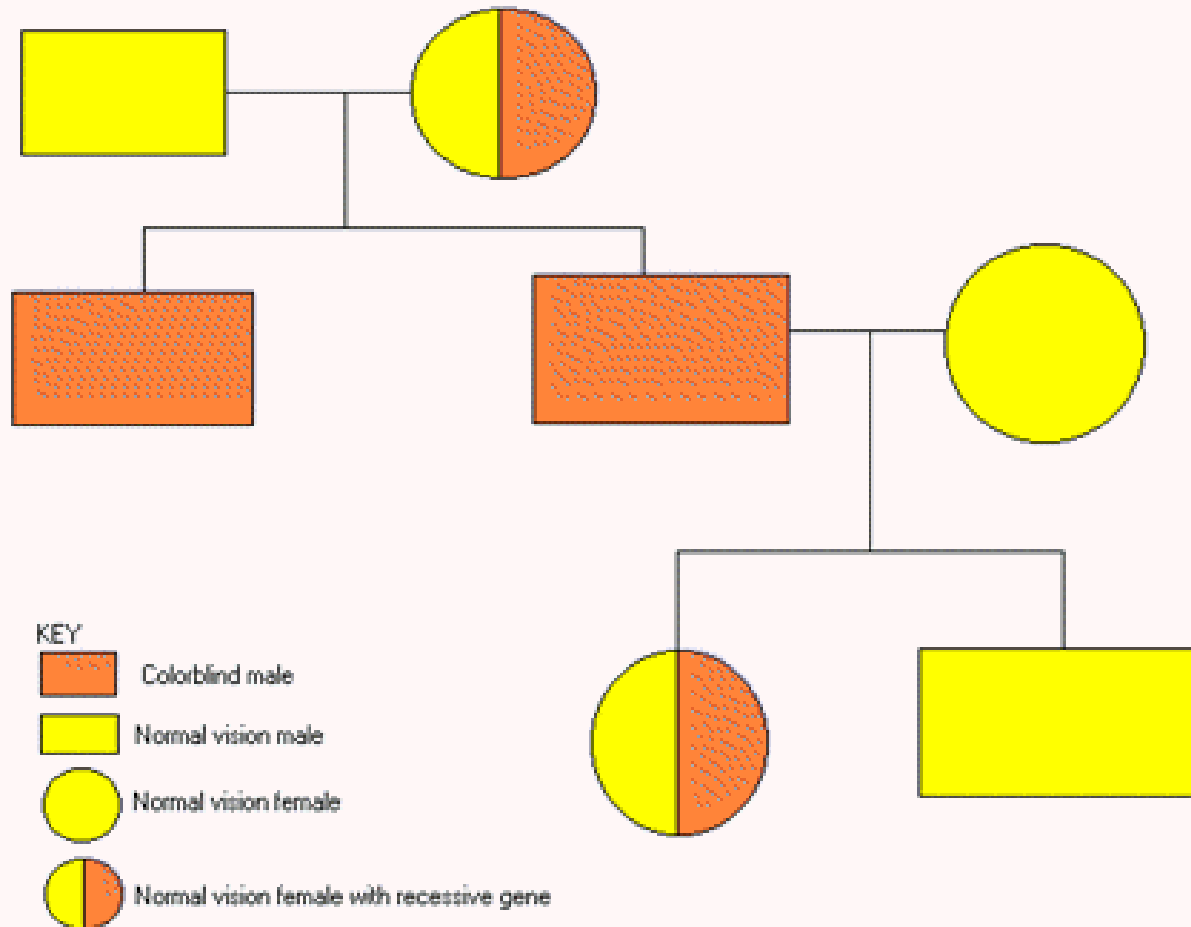 KEY
Colorblind male
Normal vision male
Normal vision female
Normal vision female with recessive gene